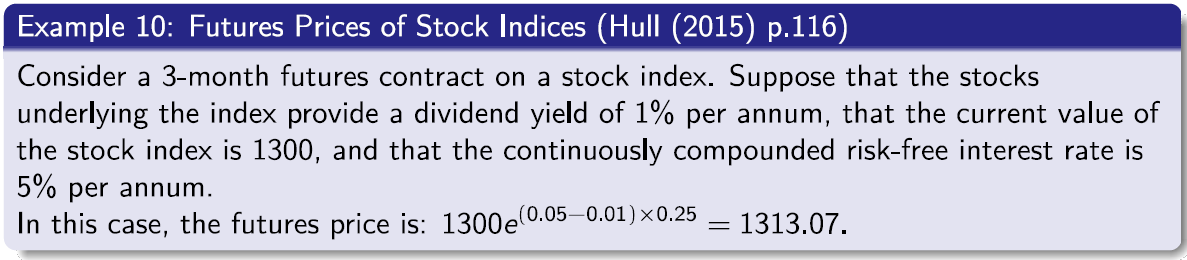 Example 10: Futures Prices of Stock Indices (Hull (2015) p.116)
Consider a 3-month futures contract on a stock index. Suppose that the stocks
underlying the index provide a dividend yield of 1% per annum, that the current value of
the stock index is 1300, and that the continuously compounded risk-free interest rate is
5% per annum.
In this case, the futures price is: 1300e^{(0.05−0.01)×0.25} = 1313.07.